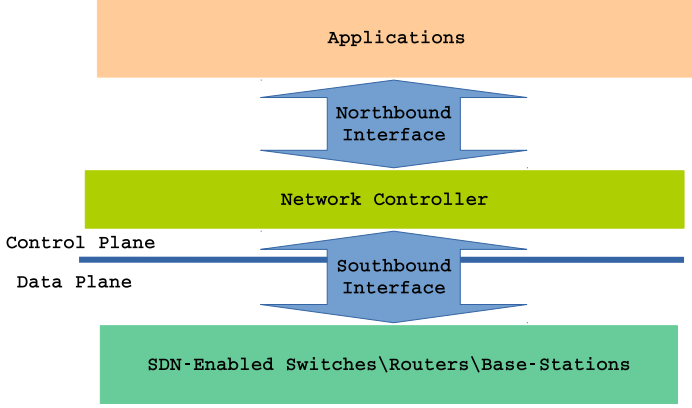 Applications
Northbound
Interface
Network Controller
Control Plane
Southbound
Interface
Data Plane
SDN-Enabled Switches\Routers\Base-Stations